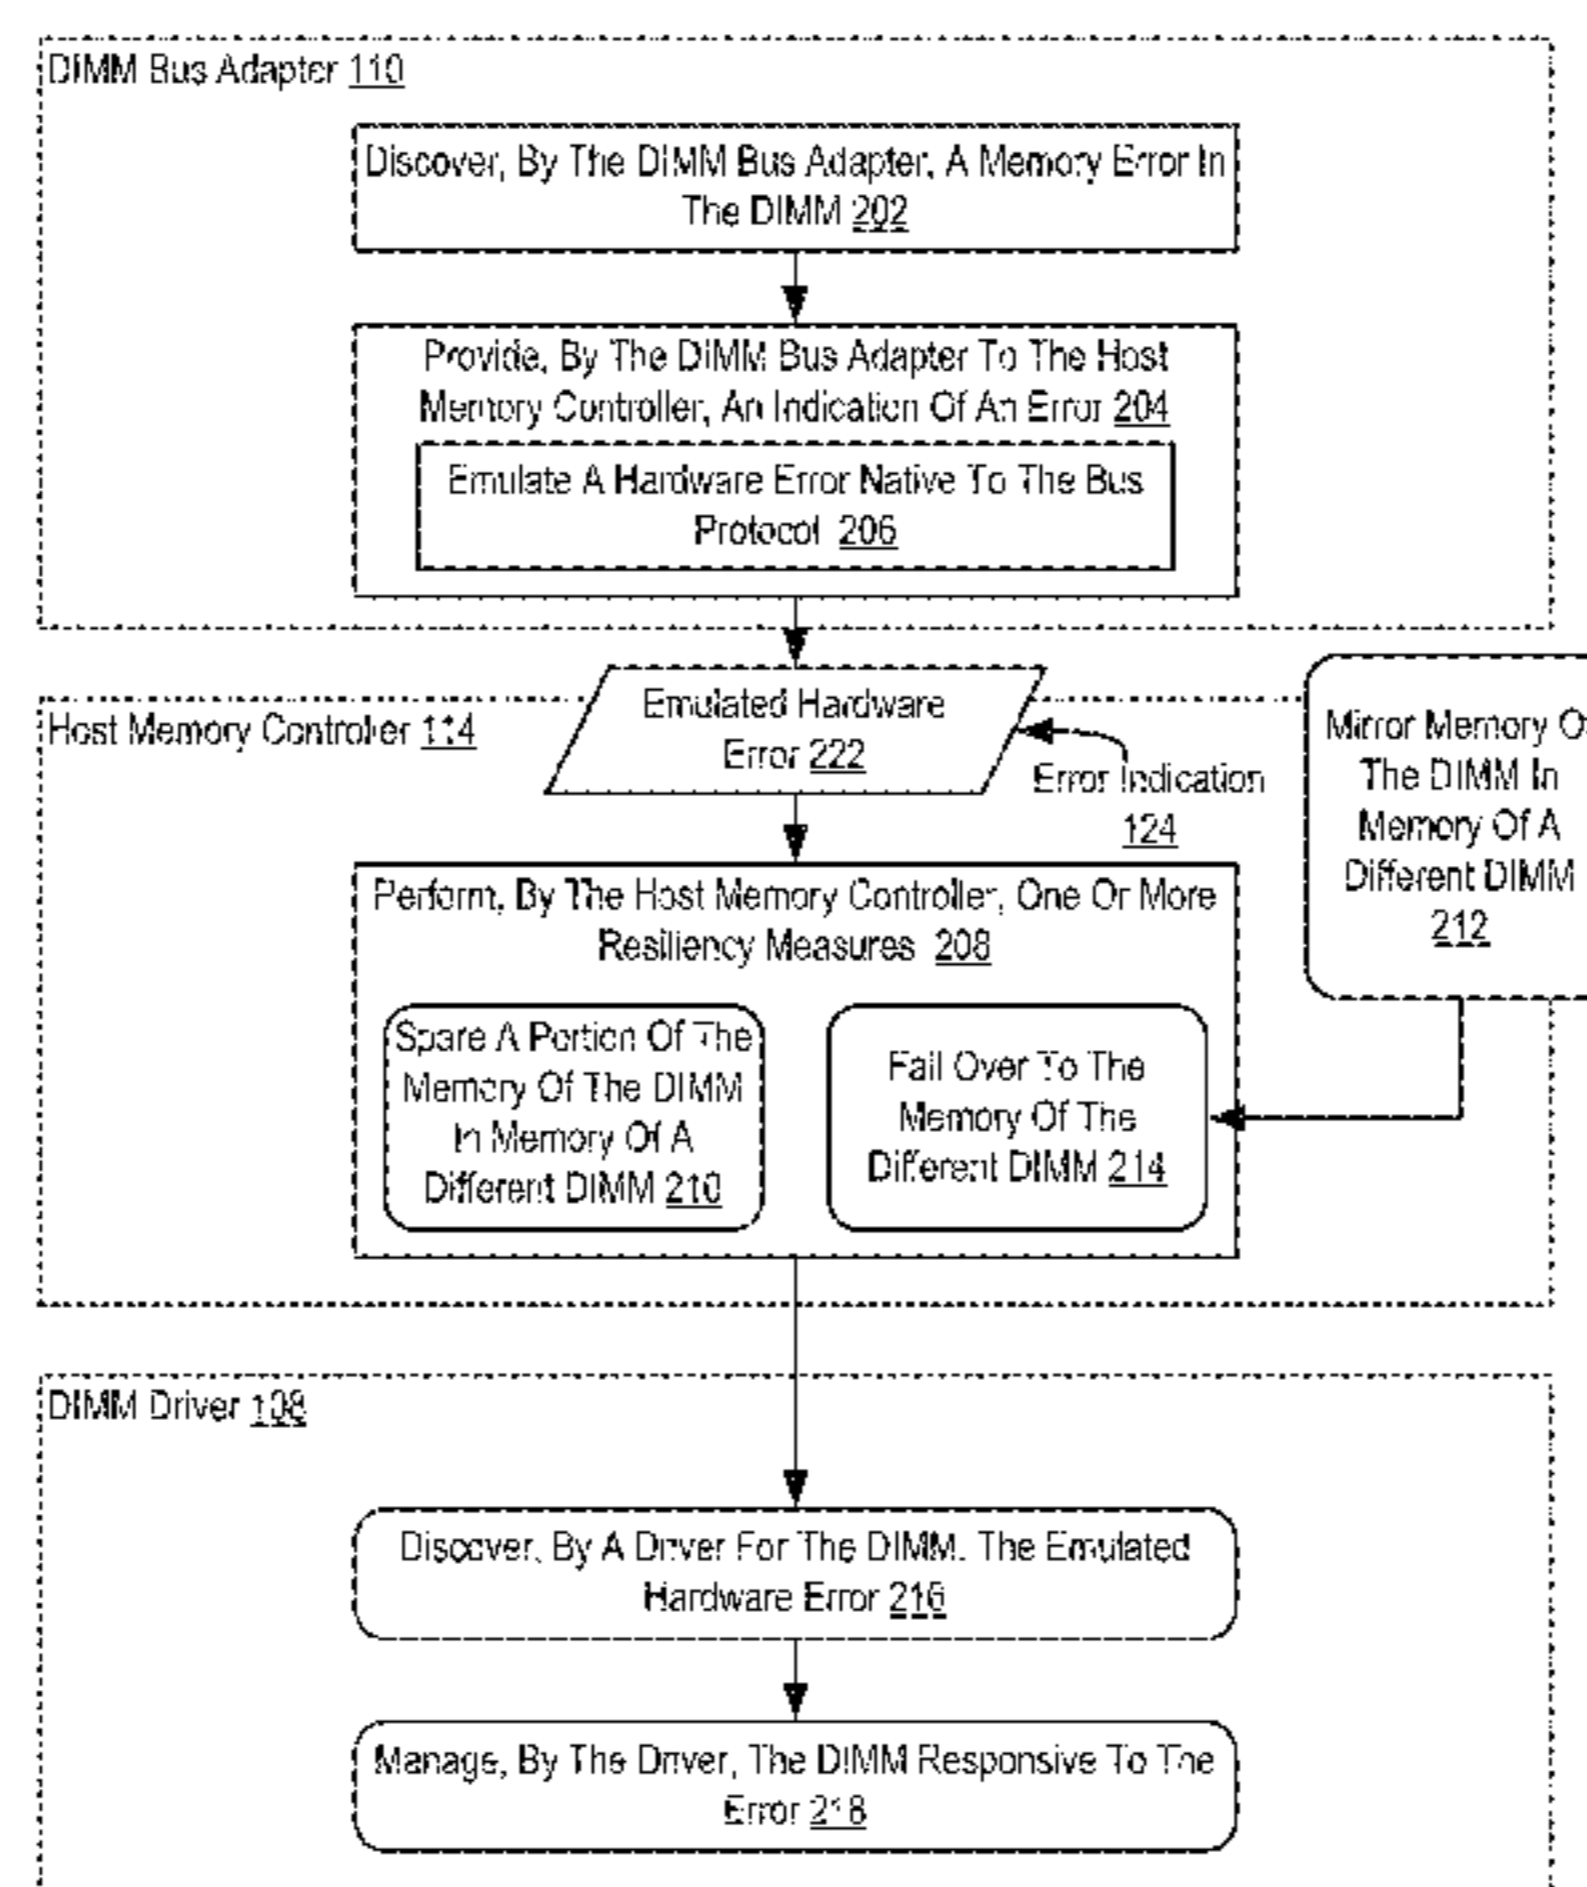 DIMM Bus Adapter 110
Discover, By The DIMM Bus Adapter, A Memory Error In
The DIMM 202
Provide, By The DIMM Bus Adapter To The Host
Memory Controller, An Indication Of An Error 204
Emulate A Hardware Error Native To The Bus
Protocol 206
Emulated Hardware
Error 222
Host Memory Controller 114
Error Indication
124
Mirror Memory Of
The DIMM In
Memory Of A
Different DIMM
212
Perform, By The Host Memory Controller, One Or More
Resiliency Measures 208
Spare A Portion Of The
Memory Of The DIMM
In Memory Of A
Different DIMM 210
Fail Over To The
Memory Of The
Different DIMM 214
DIMM Driver 108
Discover, By A Driver For The DIMM, The Emulated
Hardware Error 216
Manage, By The Driver, The DIMM Responsive To The
Error 218